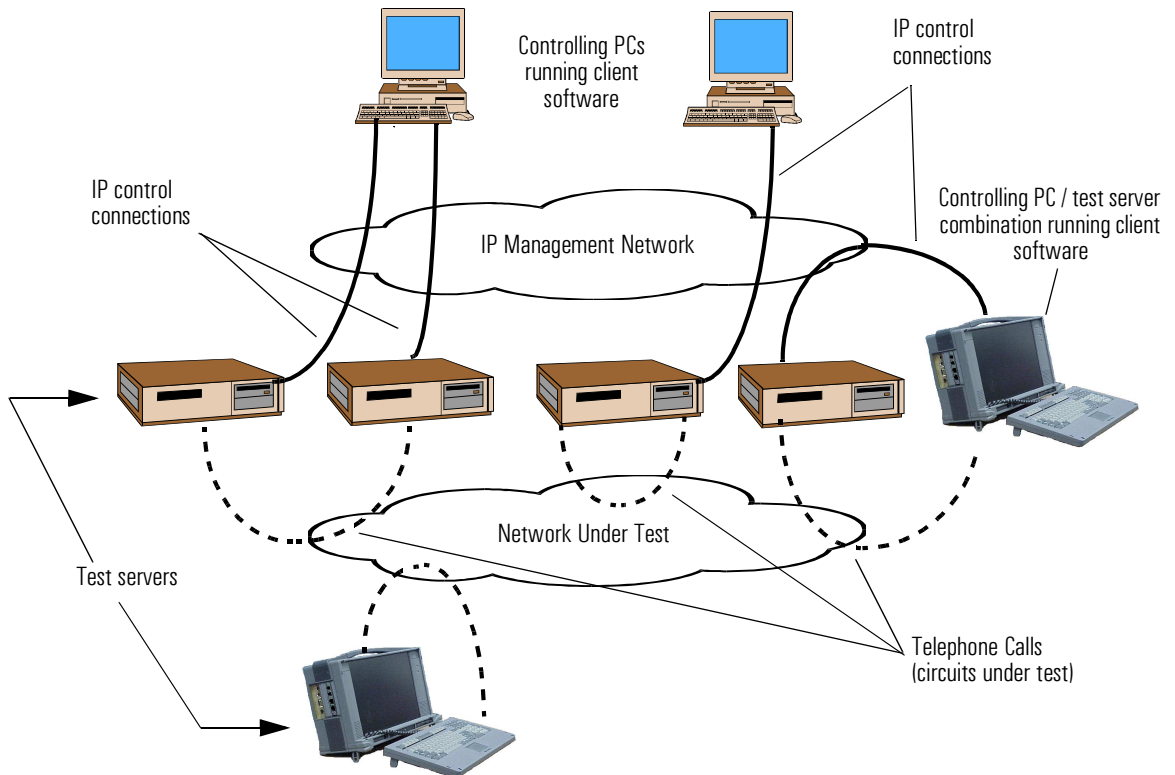 Controlling PCs
running client
software
IP control
connections
IP control
connections
Controlling PC / test server
combination running client
software
IP Management Network
Network Under Test
Test servers
Telephone Calls
(circuits under test)